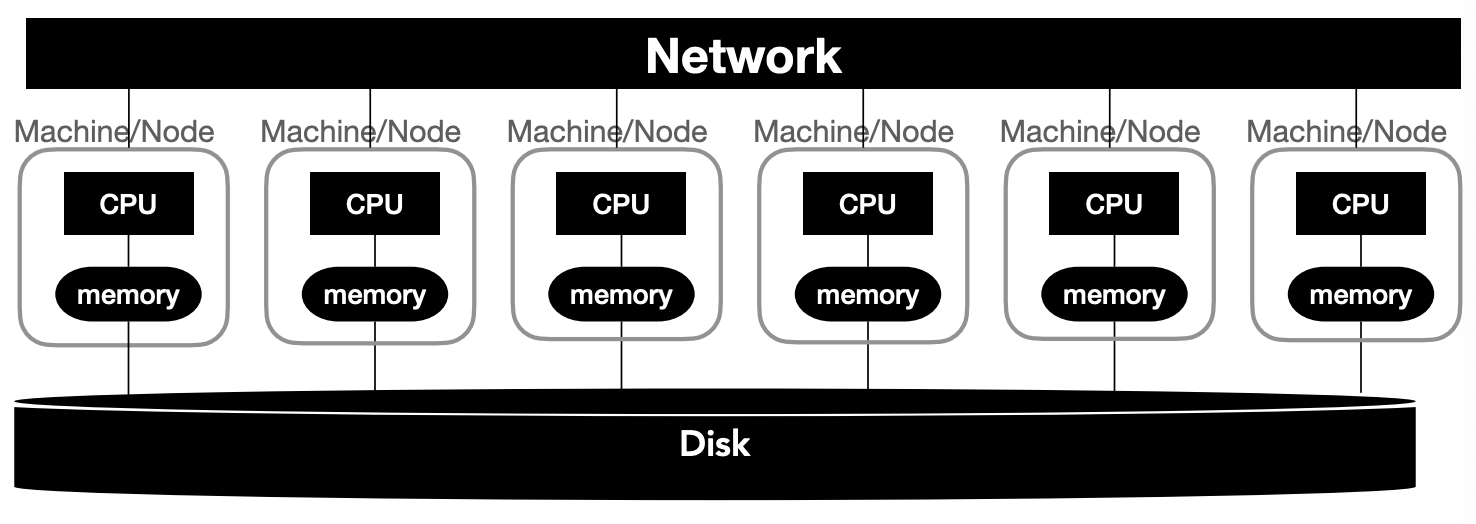 Network
Machine/Node Machine/Node Machine/Node Machine/Node Machine/Node Machine/Node
CPU CPU CPU CPU CPU CPU
memory memory memory memory memory memory
Disk